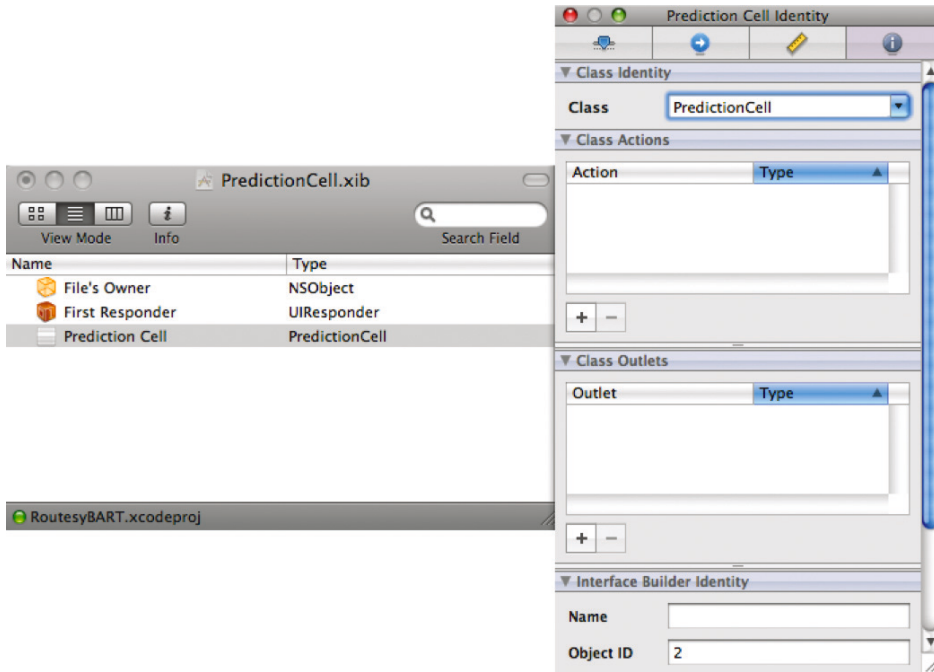 PredictionCell.xib
View Mode Info Search Field
Name Type
File's Owner NSObject
First Responder UIResponder
Prediction Cell PredictionCell
RoutesyBART.xcodeproj
Prediction Cell Identity
Class Identity
Class PredictionCell
Class Actions
Action Type
Class Outlets
Outlet Type
Interface Builder Identity
Name
Object ID 2